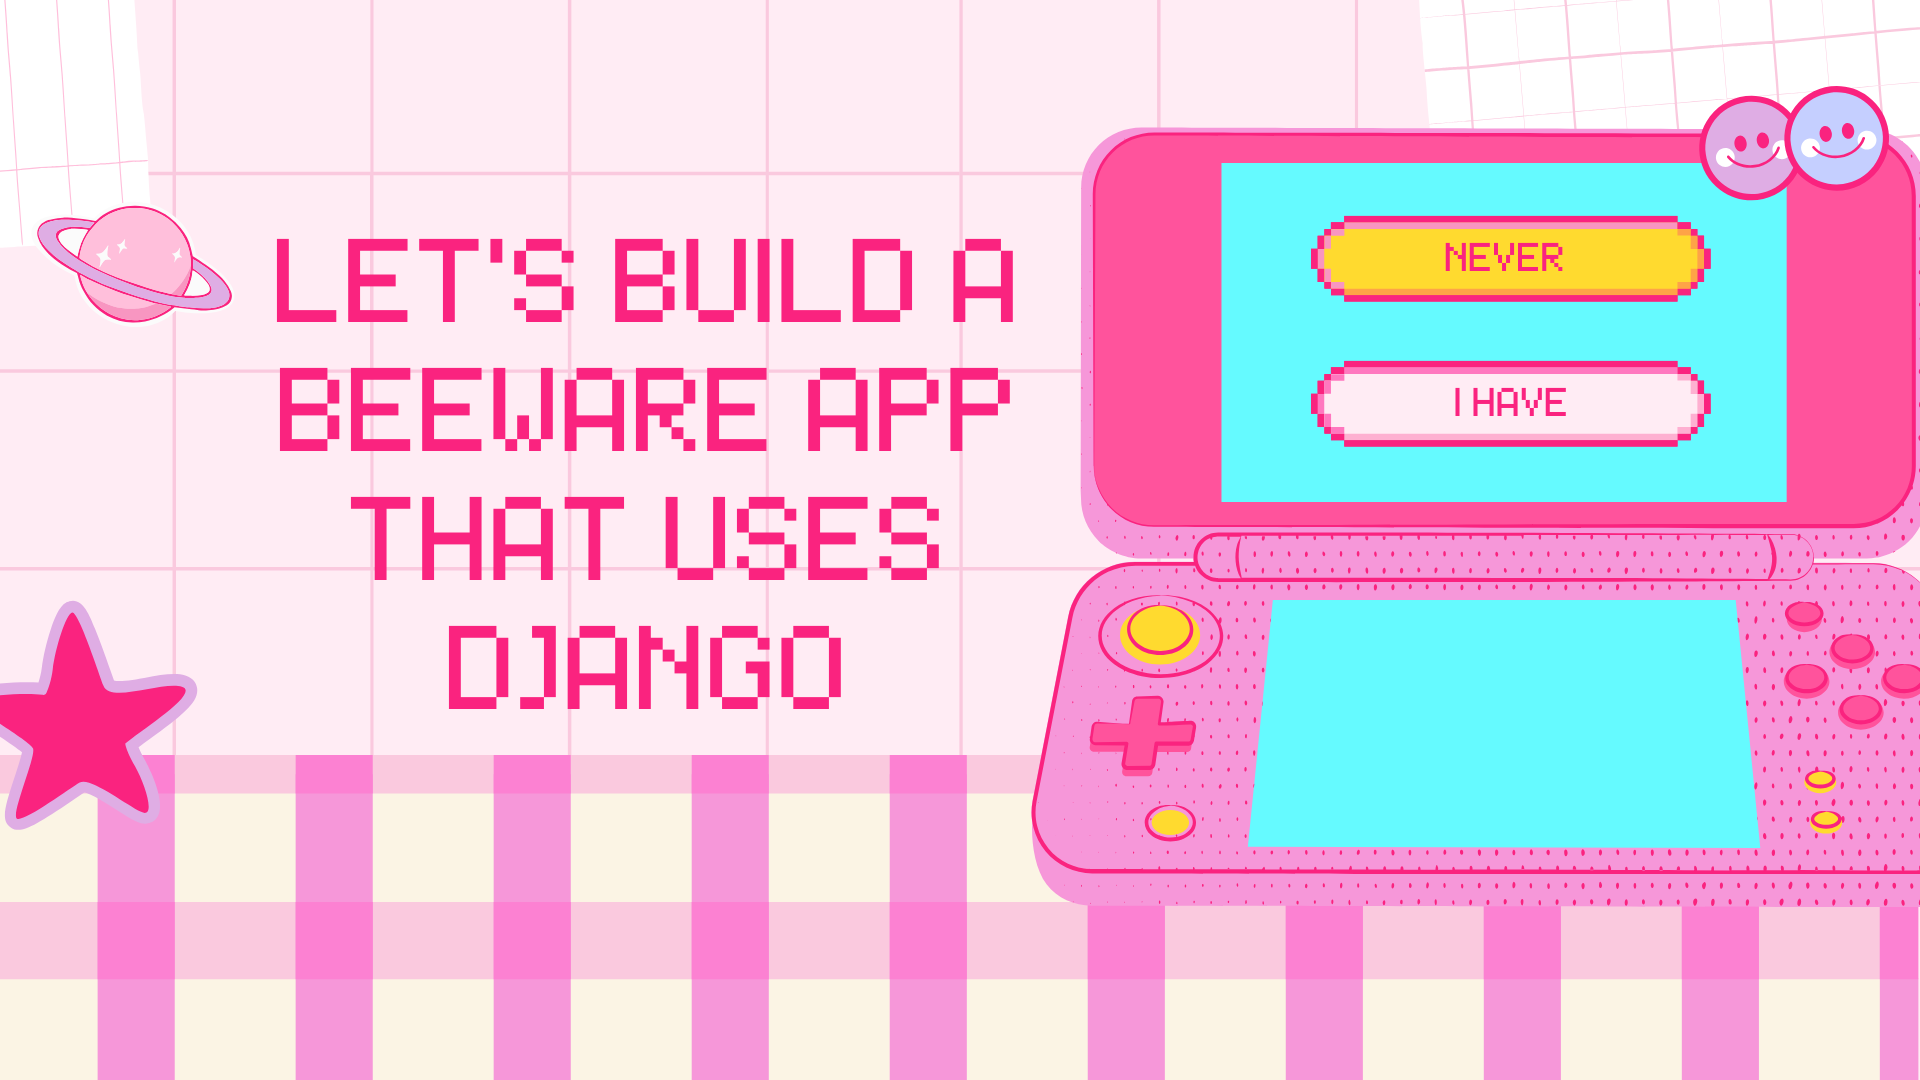 LET'S BUILD A
BEEWARE APP
THAT USES
DJANGO
NEVER
I HAVE